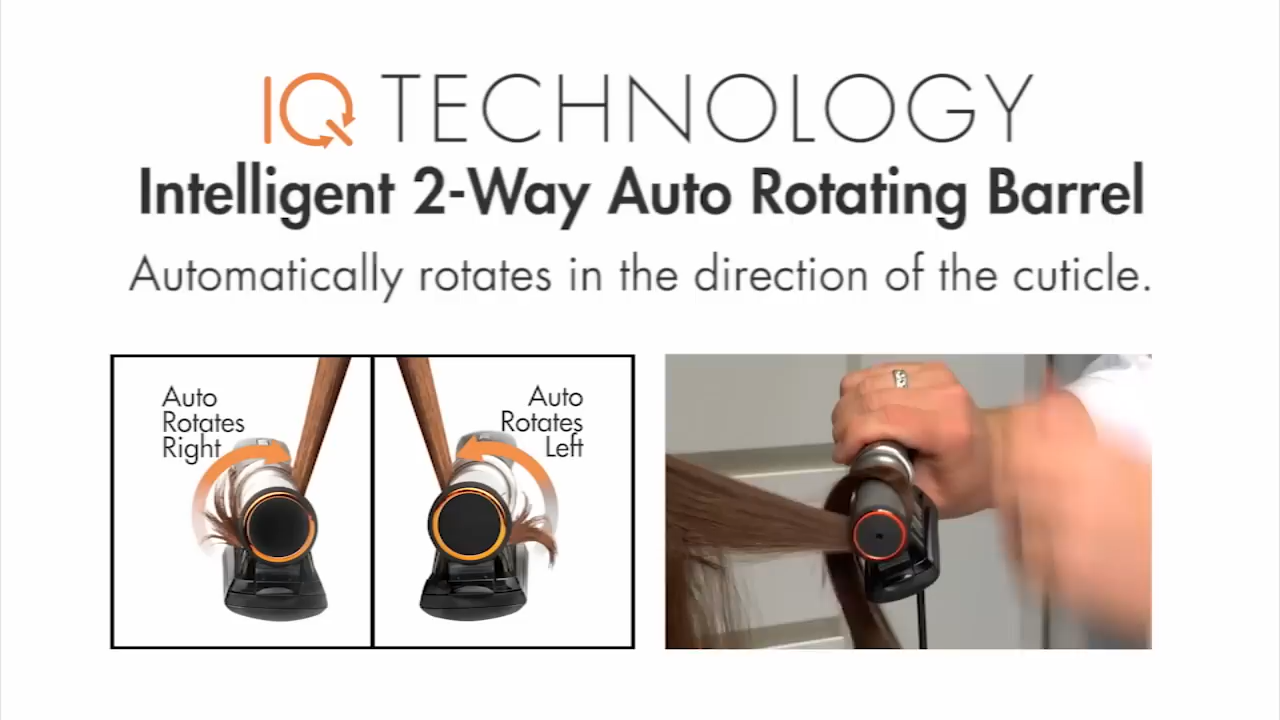 IQ TECHNOLOGY
Intelligent 2-Way Auto Rotating Barrel
Automatically rotates in the direction of the cuticle.
Auto
Rotates
Right
Auto
Rotates
Left